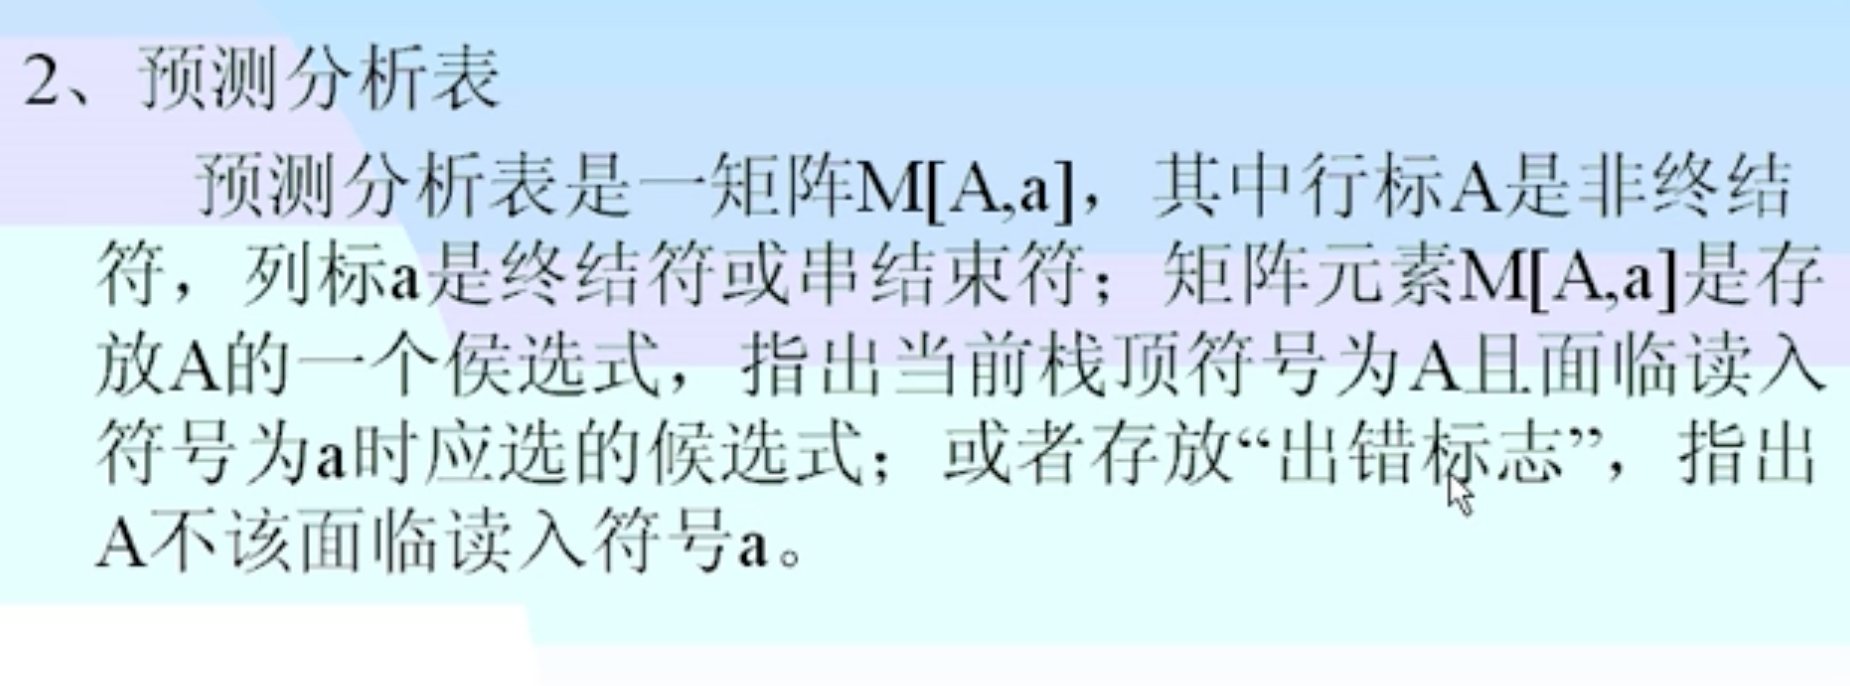 2、预测分析表
预测分析表是一矩阵M[A,a]，其中行标A是非终结
符，列标a是终结符或串结束符；矩阵元素M[A,a]是存
放A的一个侯选式，指出当前栈顶符号为A且面临读入
符号为a时应选的候选式；或者存放“出错标志”，指出
A不该面临读入符号a。